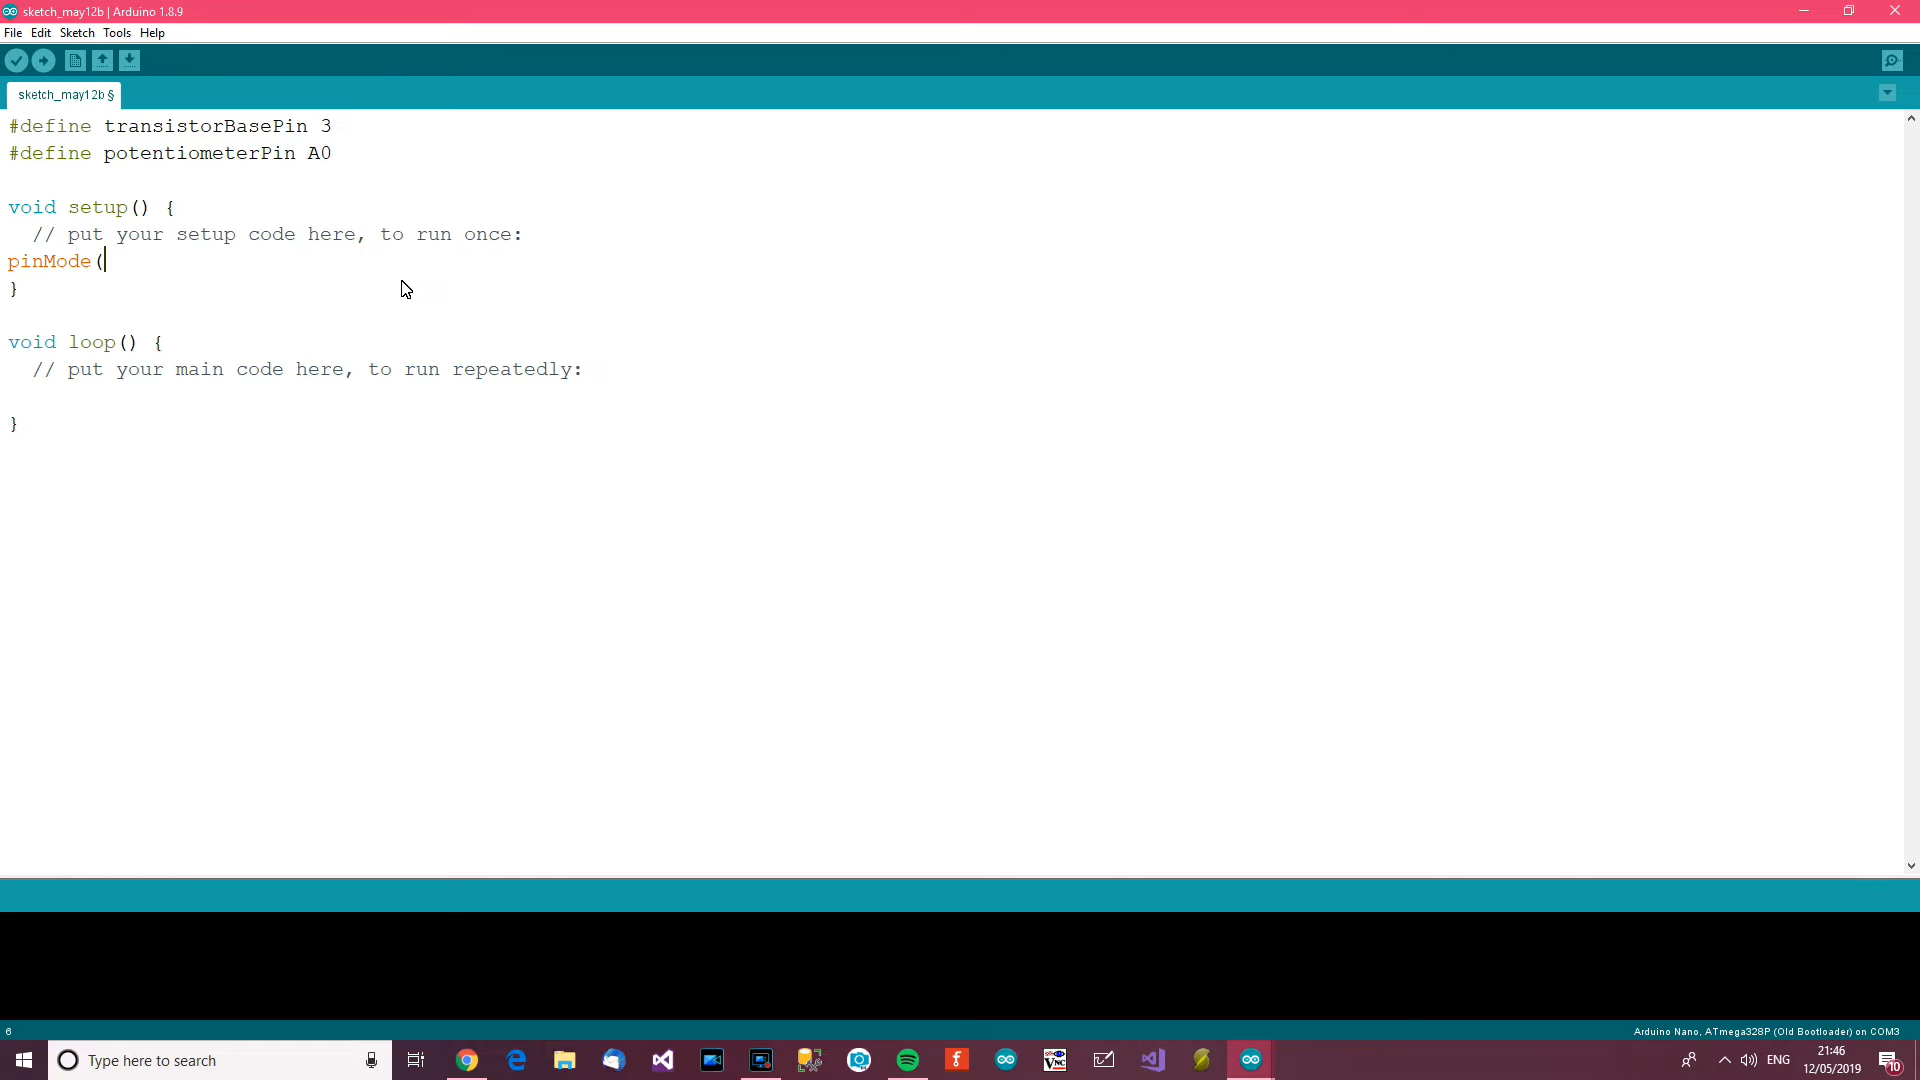 sketch_may12b | Arduino 1.8.9
File Edit Sketch Tools Help
sketch_may12b §
#define transistorBasePin 3
#define potentiometerPin A0
void setup() {
// put your setup code here, to run once:
pinMode(
}
void loop() {
// put your main code here, to run repeatedly:
}
6
Arduino Nano, ATmega328P (Old Bootloader) on COM3
Type here to search
ENG
21:46
12/05/2019
10